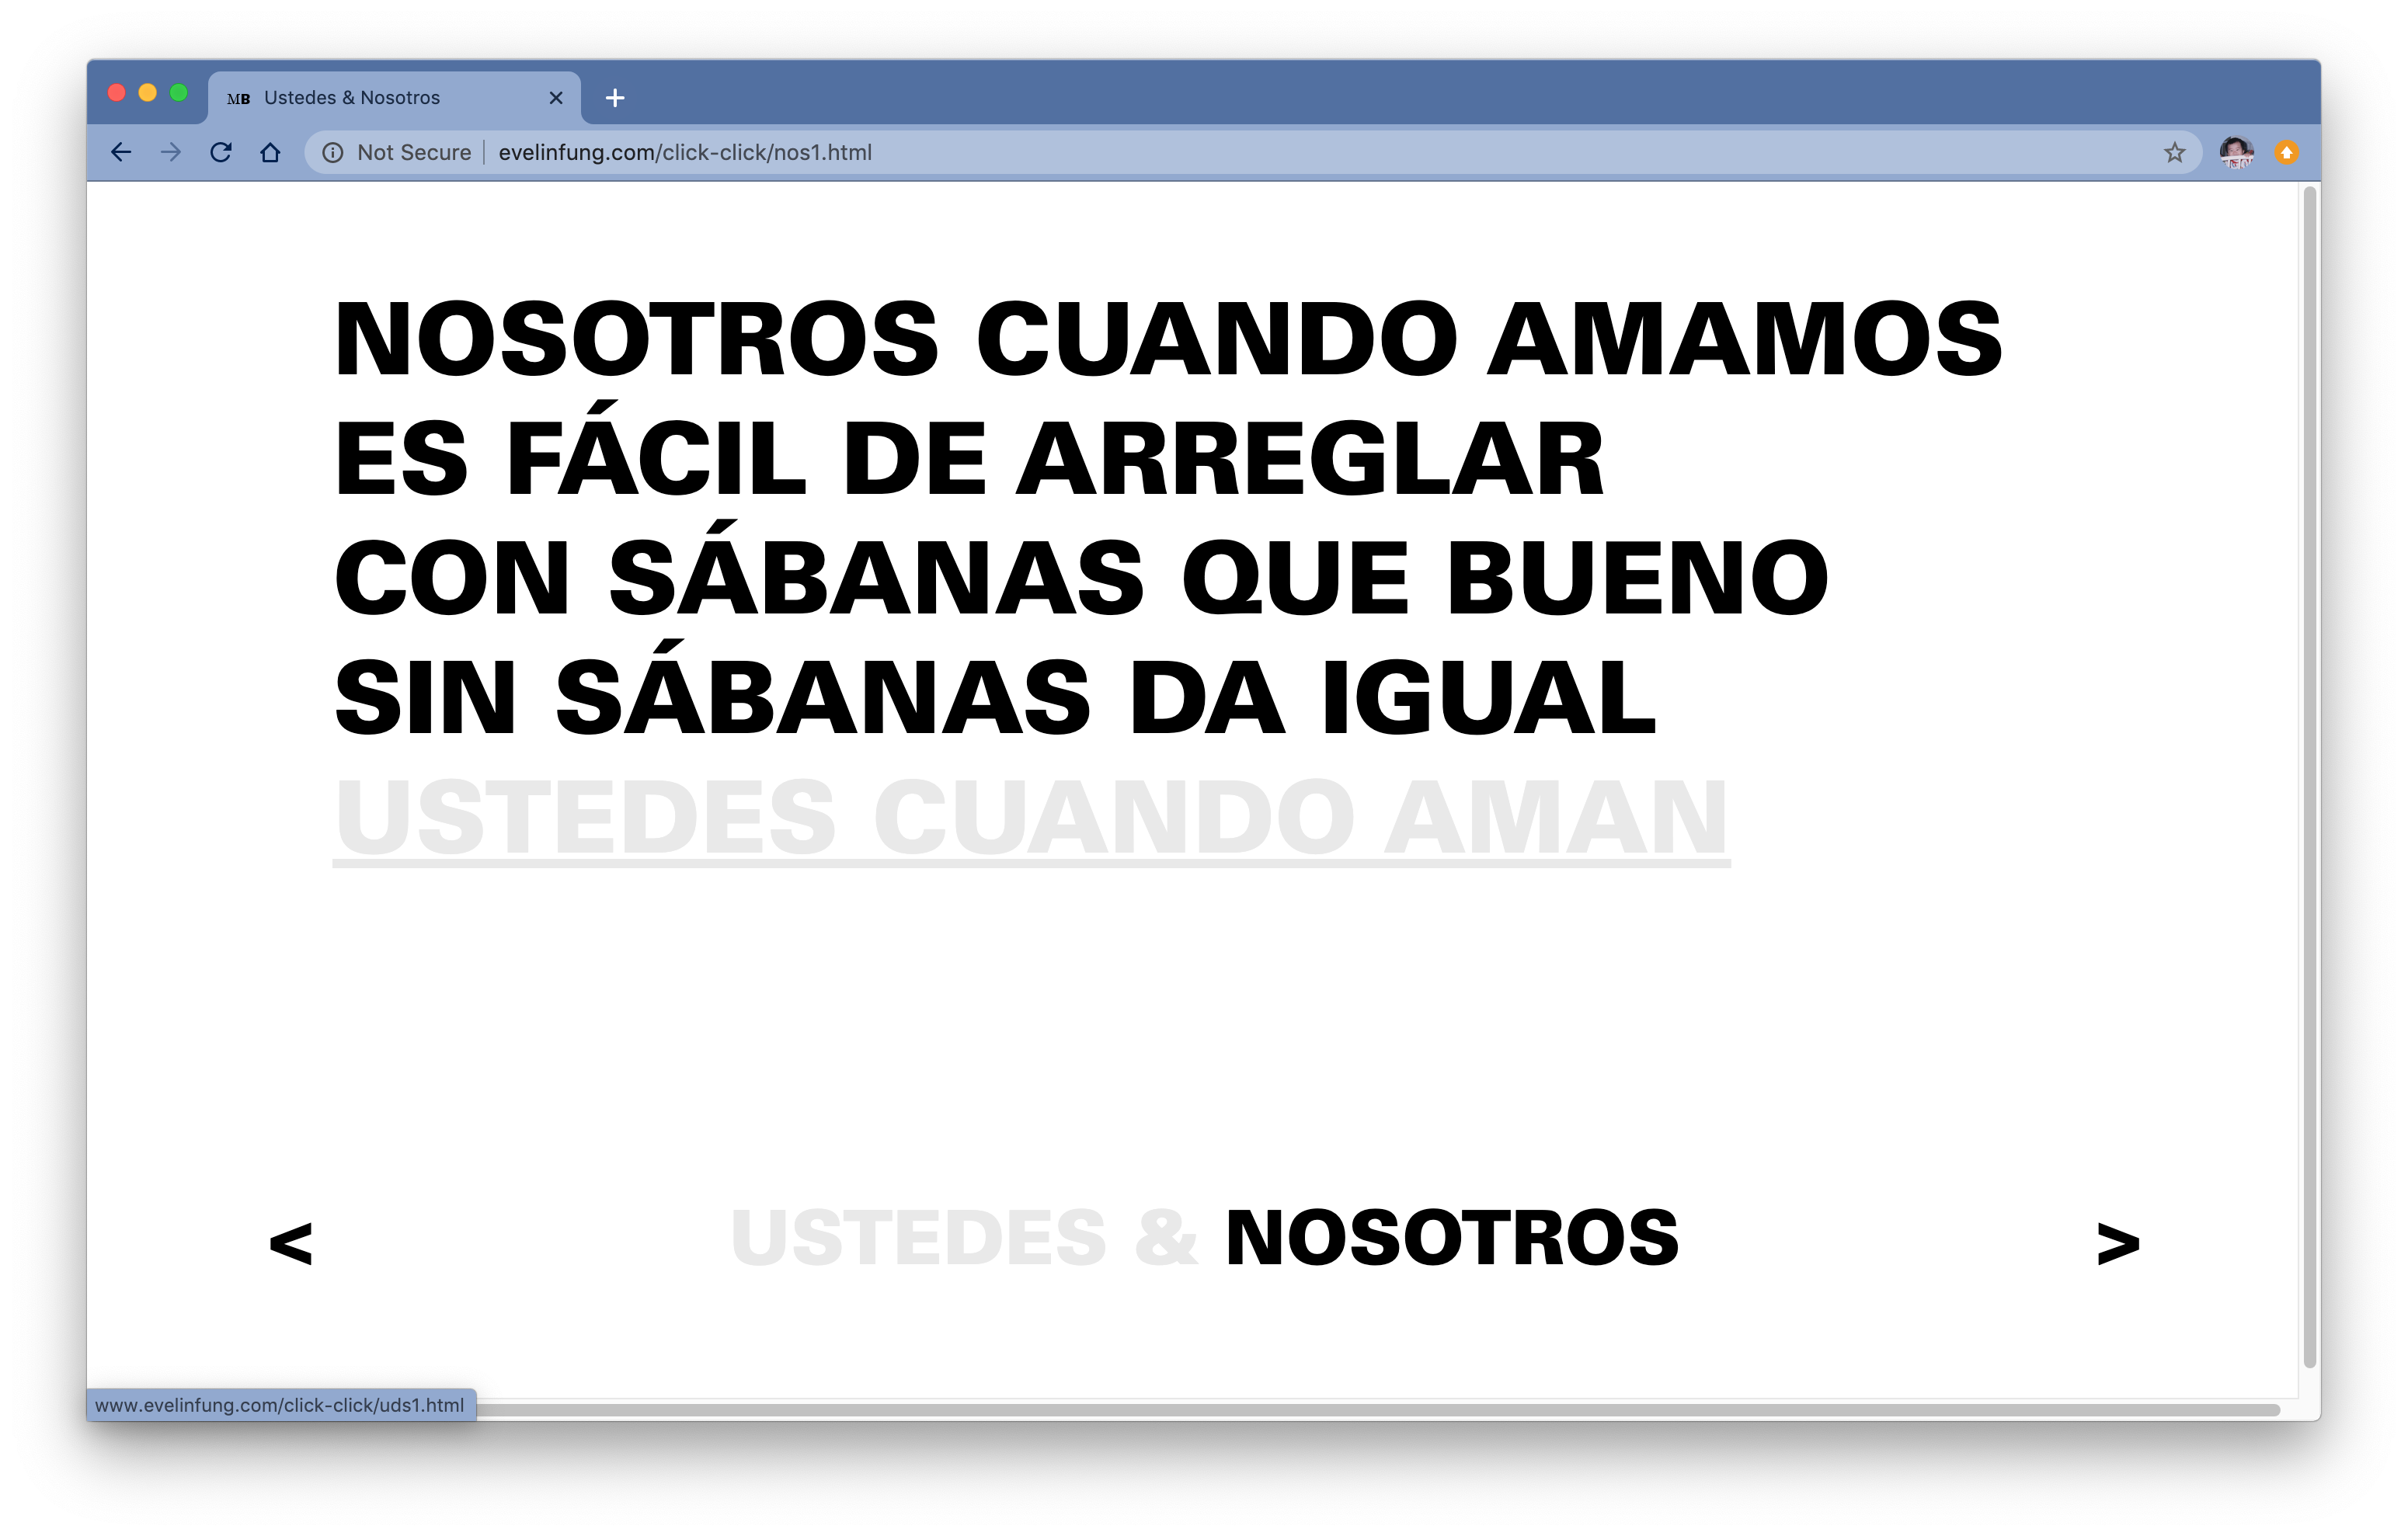 MB Ustedes & Nosotros
Not Secure evelinfung.com/click-click/nos1.html
NOSOTROS CUANDO AMAMOS
ES FÁCIL DE ARREGLAR
CON SÁBANAS QUE BUENO
SIN SÁBANAS DA IGUAL
USTEDES CUANDO AMAN
< USTEDES & NOSOTROS >
www.evelinfung.com/click-click/uds1.html